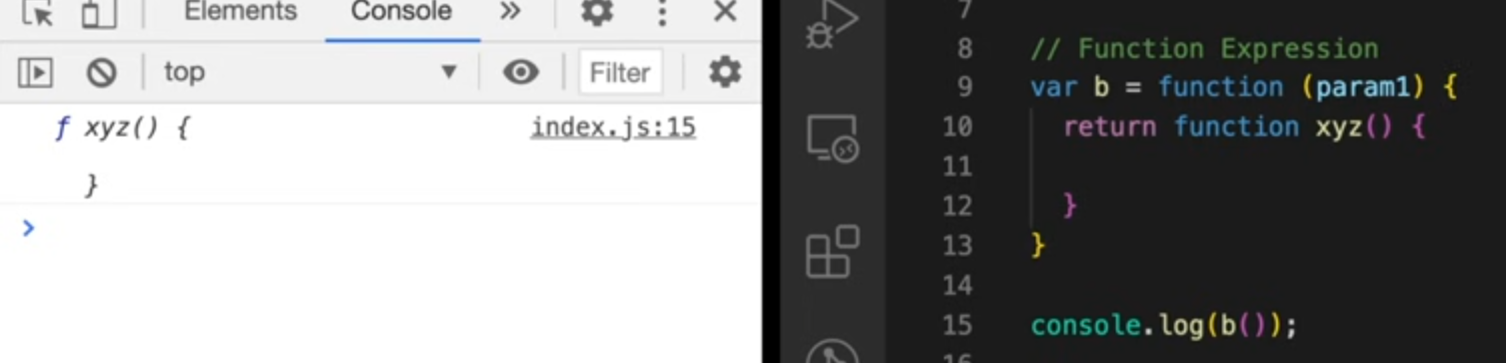 Elements Console »
top ▼ Filter
f xyz() { index.js:15
}
>
7
8 // Function Expression
9 var b = function (param1) {
10 return function xyz() {
11
12 }
13 }
14
15 console.log(b());
16